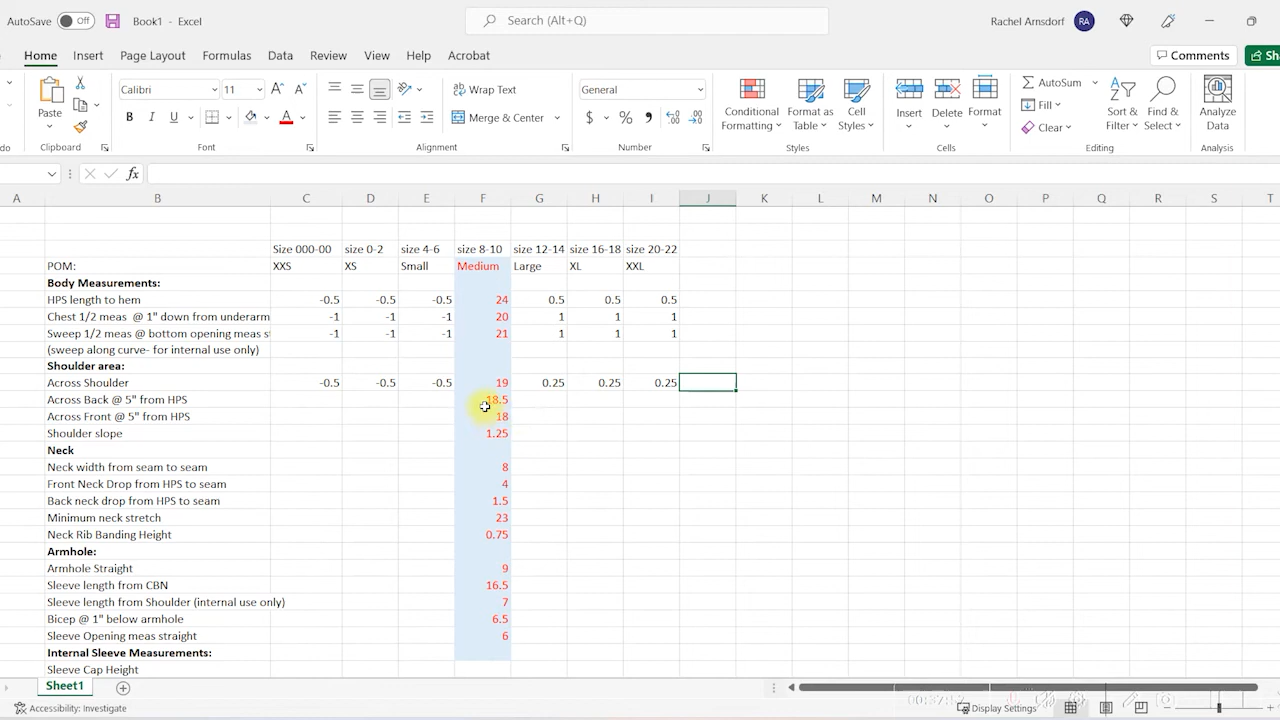 AutoSave Off Book1 - Excel Search (Alt+Q) Rachel Arnsdorf RA
Home Insert Page Layout Formulas Data Review View Help Acrobat Comments Sha
Paste Calibri 11 Wrap Text General Conditional Format as Cell Insert Delete Format AutoSum Sort & Find & Analyze
B I U A Merge & Center $ % Formatting Table Styles Fill Filter Select Data
Clear
Clipboard Font Alignment Number Styles Cells Editing Analysis
fx
A B C D E F G H I J K L M N O P Q R S T
Size 000-00 size 0-2 size 4-6 size 8-10 size 12-14 size 16-18 size 20-22
POM: XXS XS Small Medium Large XL XXL
Body Measurements:
HPS length to hem -0.5 -0.5 -0.5 24 0.5 0.5 0.5
Chest 1/2 meas @ 1" down from underarm -1 -1 -1 20 1 1 1
Sweep 1/2 meas @ bottom opening meas st -1 -1 -1 21 1 1 1
(sweep along curve- for internal use only)
Shoulder area:
Across Shoulder -0.5 -0.5 -0.5 19 0.25 0.25 0.25
Across Back @ 5" from HPS 18.5
Across Front @ 5" from HPS 18
Shoulder slope 1.25
Neck
Neck width from seam to seam 8
Front Neck Drop from HPS to seam 4
Back neck drop from HPS to seam 1.5
Minimum neck stretch 23
Neck Rib Banding Height 0.75
Armhole:
Armhole Straight 9
Sleeve length from CBN 16.5
Sleeve length from Shoulder (internal use only) 7
Bicep @ 1" below armhole 6.5
Sleeve Opening meas straight 6
Internal Sleeve Measurements:
Sleeve Cap Height
Sheet1
Accessibility: Investigate Display Settings